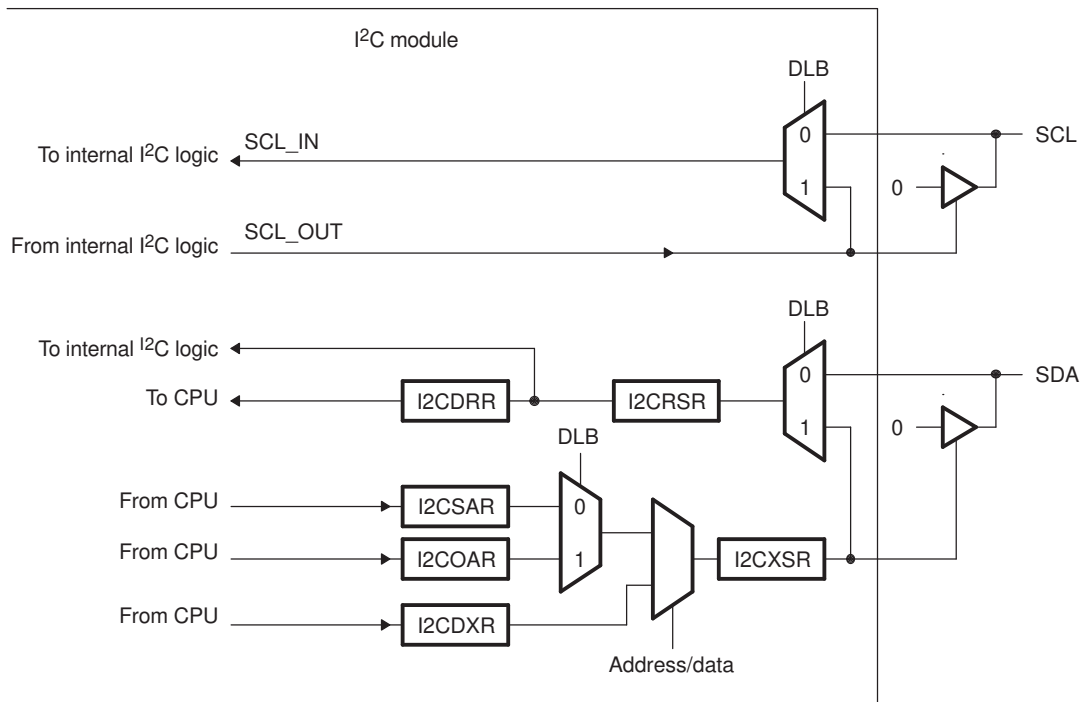 I2C module
DLB
0
1
To internal I2C logic
SCL_IN
SCL
0
From internal I2C logic
SCL_OUT
DLB
To internal I2C logic
0
SDA
To CPU
I2CDRR
I2CRSR
1
0
DLB
From CPU
I2CSAR
0
From CPU
I2COAR
1
I2CXSR
From CPU
I2CDXR
Address/data